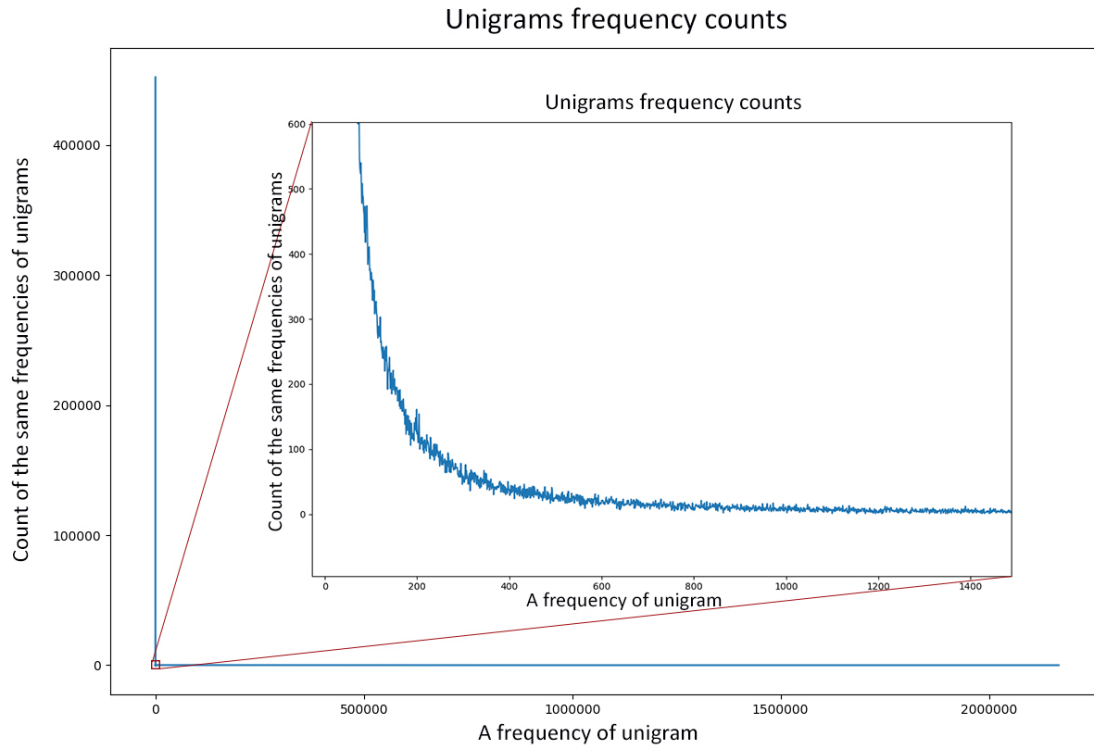 Unigrams frequency counts
Count of the same frequencies of unigrams
400000
300000
200000
100000
0
Unigrams frequency counts
Count of the same frequencies of unigrams
600
500
400
300
200
100
0
0 200 400 600 800 1000 1200 1400
A frequency of unigram
0 500000 1000000 1500000 2000000
A frequency of unigram